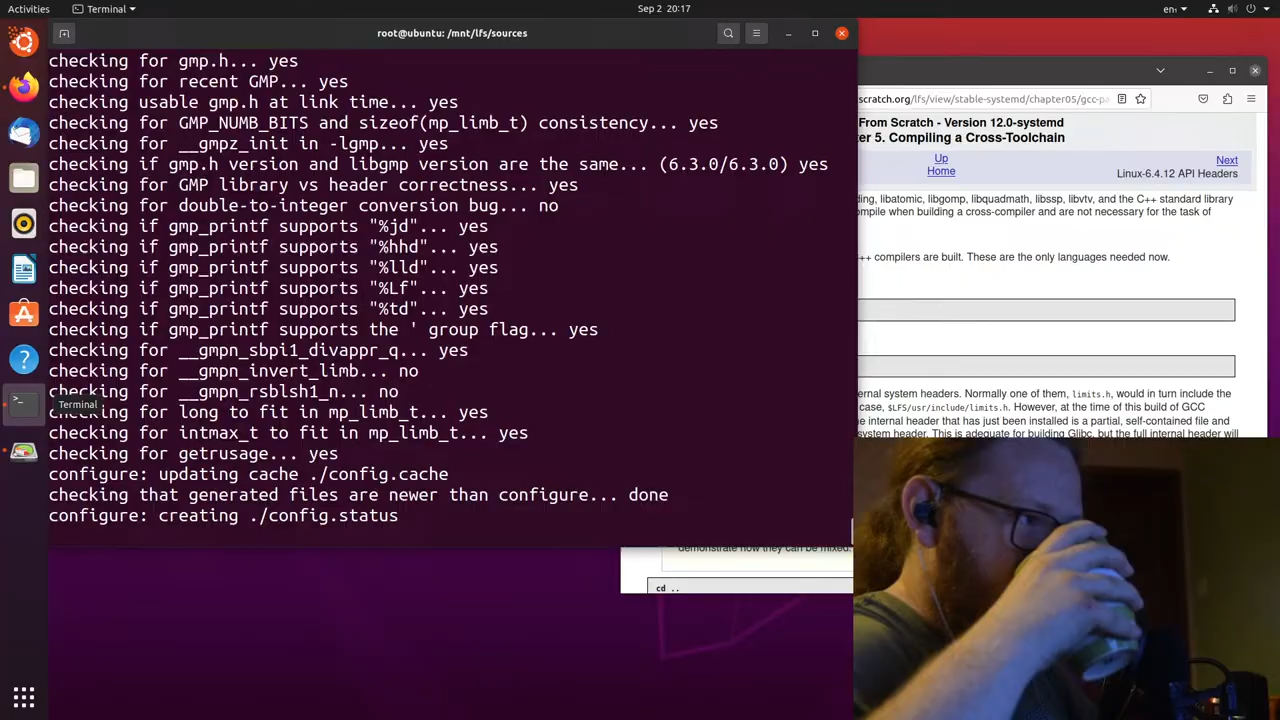 Activities
Terminal
Sep 2 20:17
en
root@ubuntu: /mnt/lfs/sources
checking for gmp.h... yes
checking for recent GMP... yes
checking usable gmp.h at link time... yes
checking for GMP_NUMB_BITS and sizeof(mp_limb_t) consistency... yes
checking for __gmpz_init in -lgmp... yes
checking if gmp.h version and libgmp version are the same... (6.3.0/6.3.0) yes
checking for GMP library vs header correctness... yes
checking for double-to-integer conversion bug... no
checking if gmp_printf supports "%jd"... yes
checking if gmp_printf supports "%hhd"... yes
checking if gmp_printf supports "%lld"... yes
checking if gmp_printf supports "%Lf"... yes
checking if gmp_printf supports "%td"... yes
checking if gmp_printf supports the ' group flag... yes
checking for __gmpn_sbpi1_divappr_q... yes
checking for __gmpn_invert_limb... no
checking for __gmpn_rsblsh1_n... no
Terminal
checking for long to fit in mp_limb_t... yes
checking for intmax_t to fit in mp_limb_t... yes
checking for getrusage... yes
configure: updating cache ./config.cache
checking that generated files are newer than configure... done
configure: creating ./config.status
scratch.org/lfs/view/stable-systemd/chapter05/gcc-pa
From Scratch - Version 12.0-systemd
er 5. Compiling a Cross-Toolchain
Up
Home
Next
Linux-6.4.12 API Headers
ding, libatomic, libgomp, libquadmath, libssp, libvtv, and the C++ standard library
ompile when building a cross-compiler and are not necessary for the task of
++ compilers are built. These are the only languages needed now.
ernal system headers. Normally one of them, limits.h, would in turn include the
case, $LFS/usr/include/limits.h. However, at the time of this build of GCC
e internal header that has just been installed is a partial, self-contained file and
system header. This is adequate for building Glibc, but the full internal header will
demonstrate how they can be mixed.
cd ..